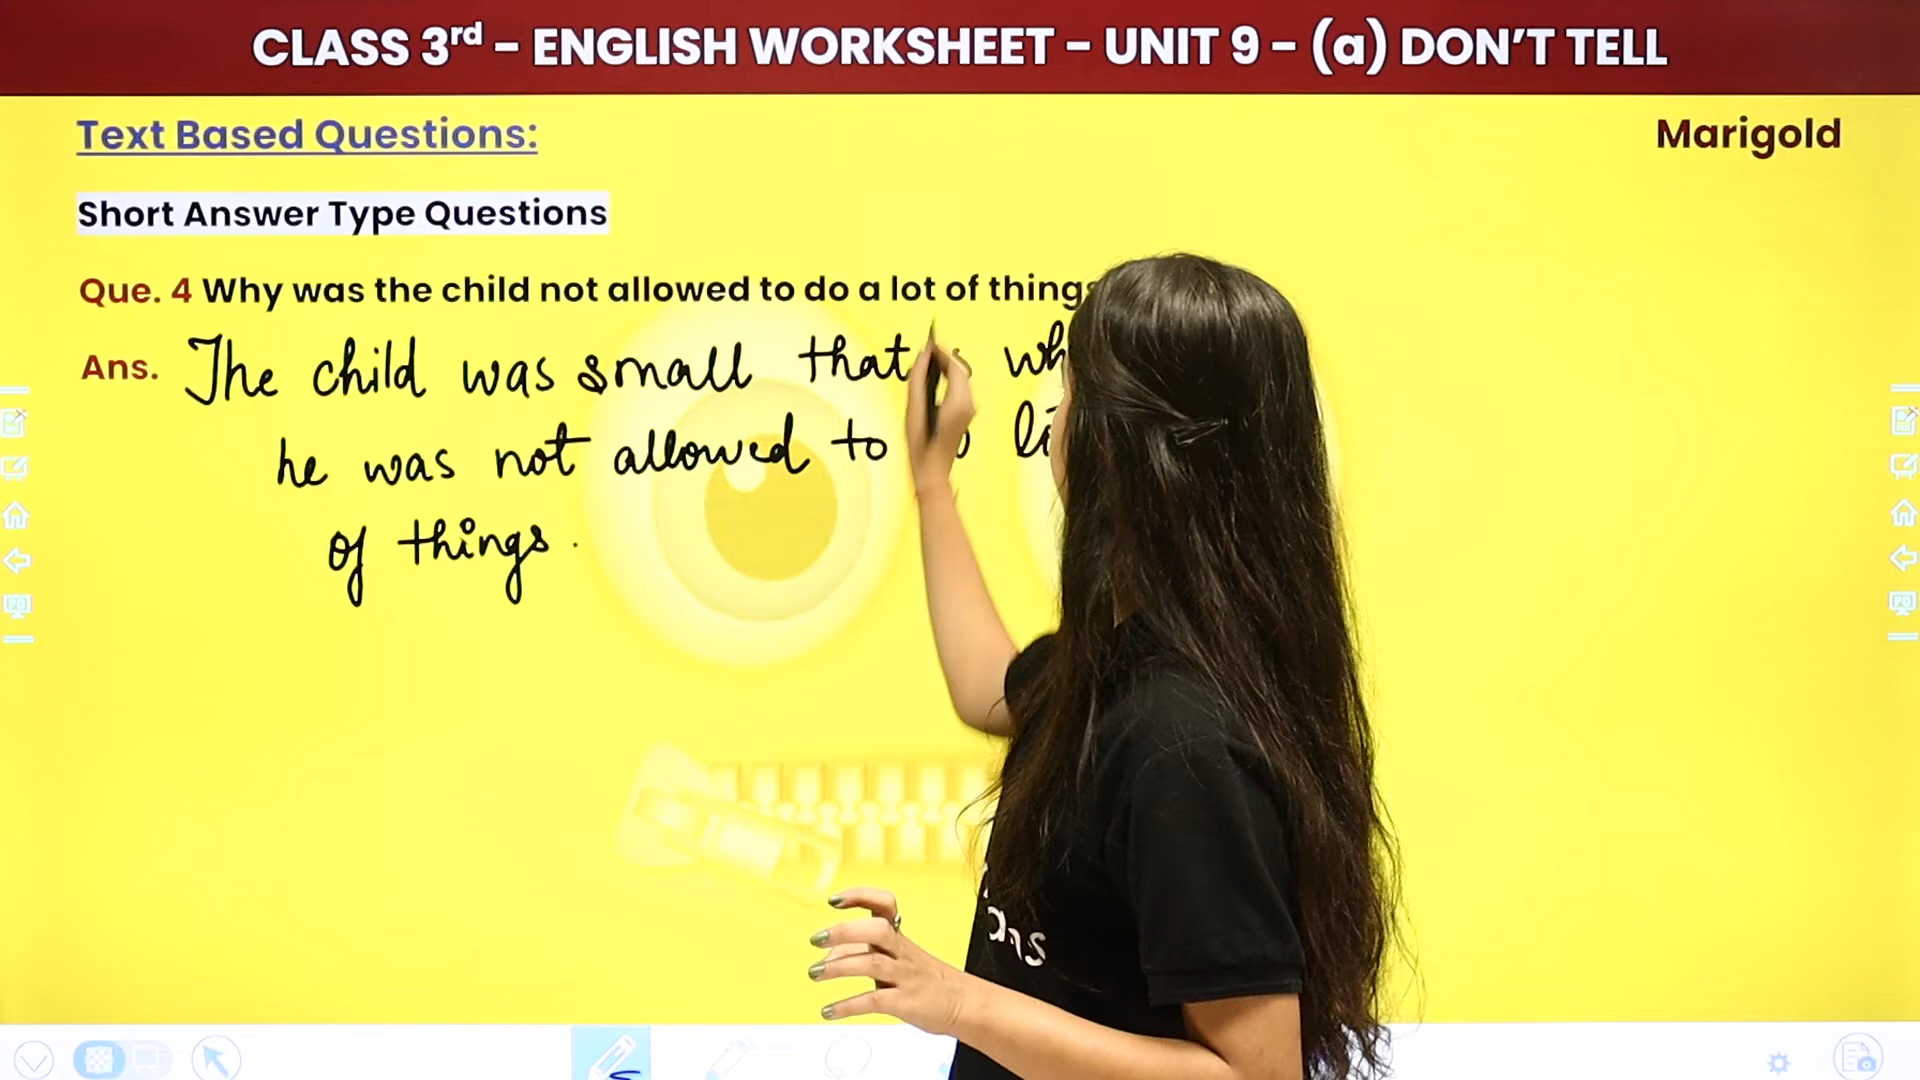 CLASS 3rd – ENGLISH WORKSHEET – UNIT 9 – (a) DON'T TELL
Text Based Questions:
Marigold
Short Answer Type Questions
Que. 4 Why was the child not allowed to do a lot of things
Ans. The child was small that
he was not allowed to
of things.